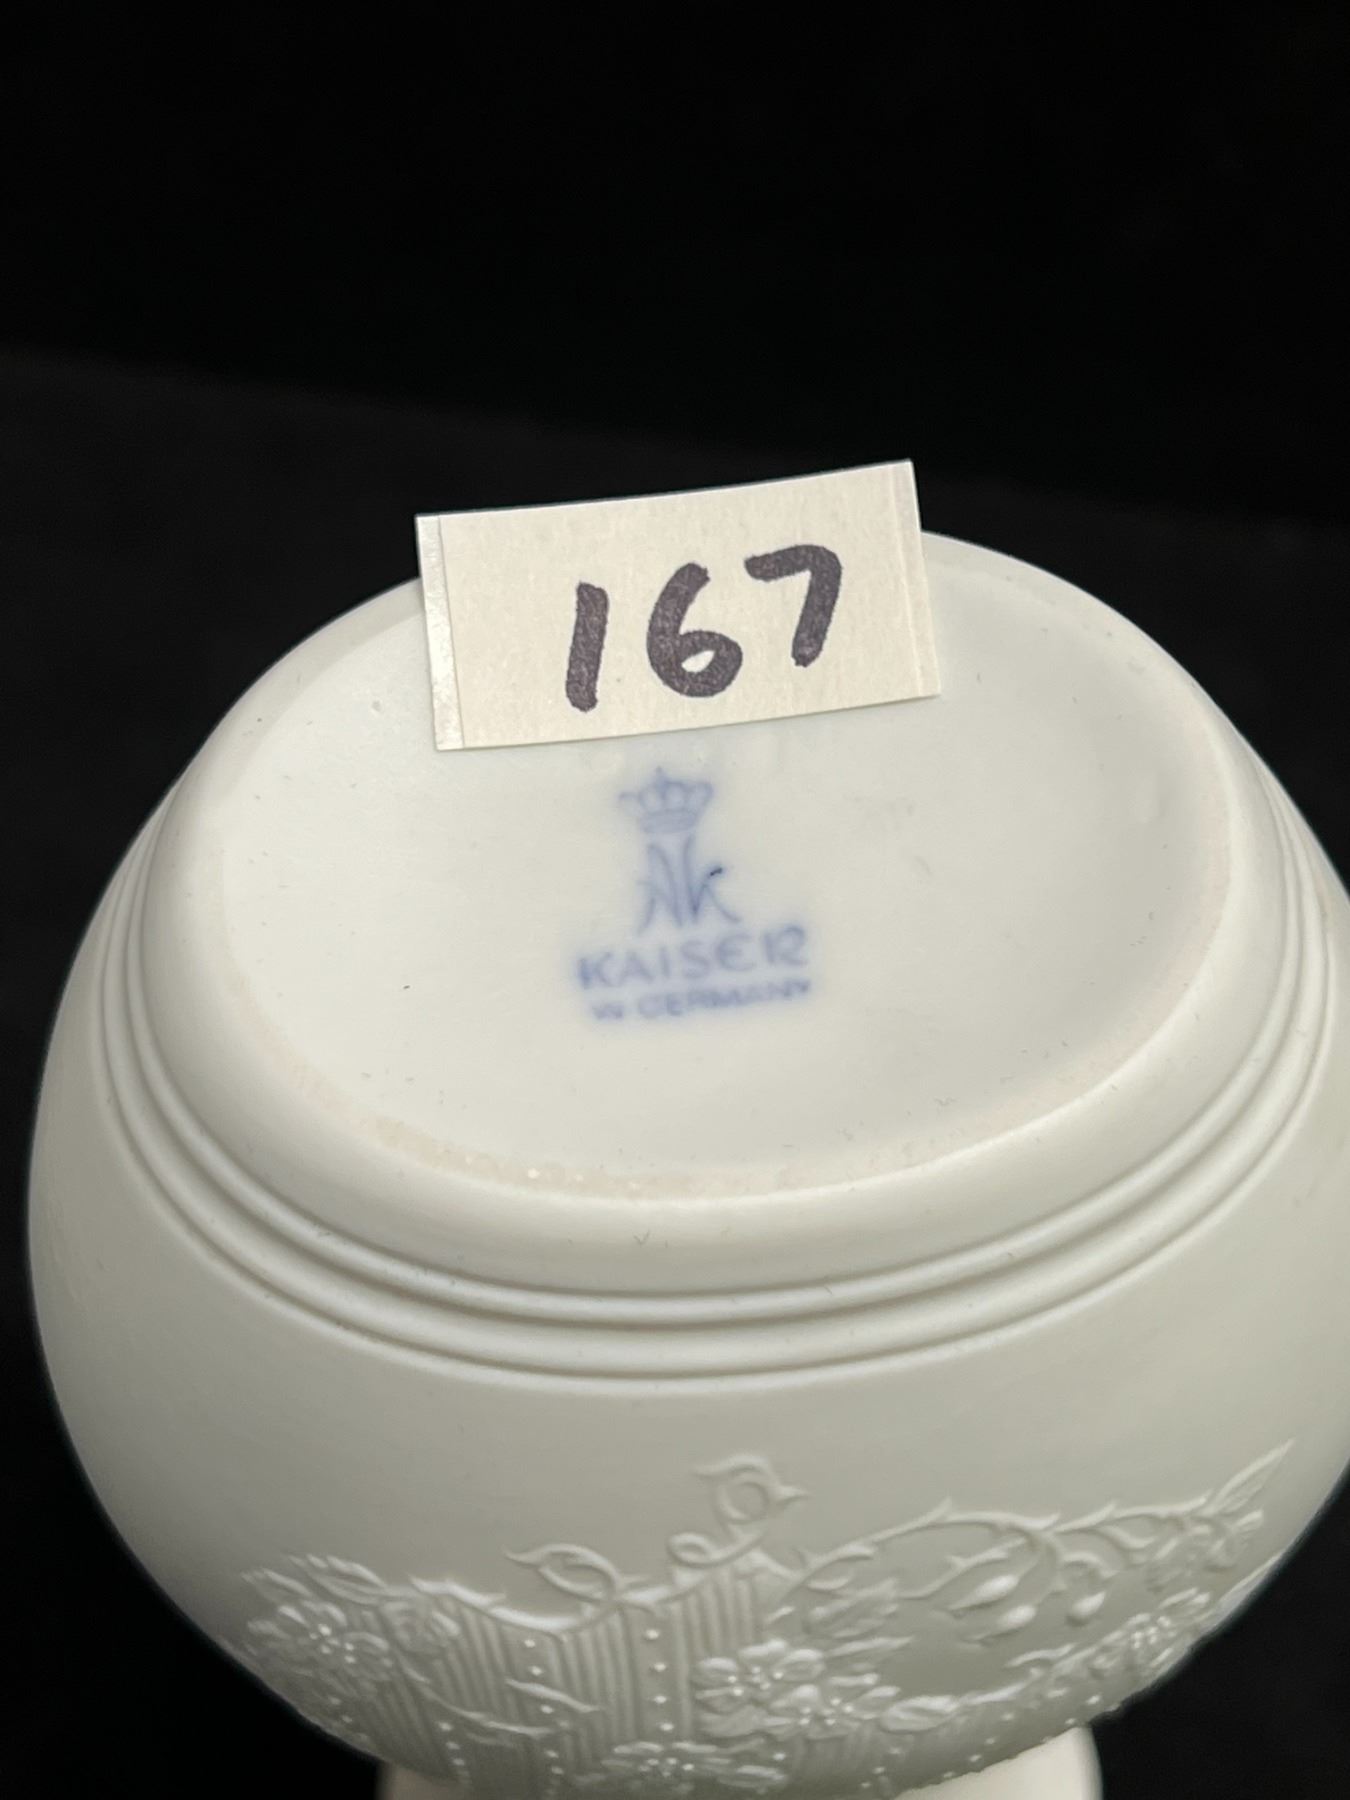 167
AK
KAISER
W. GERMANY